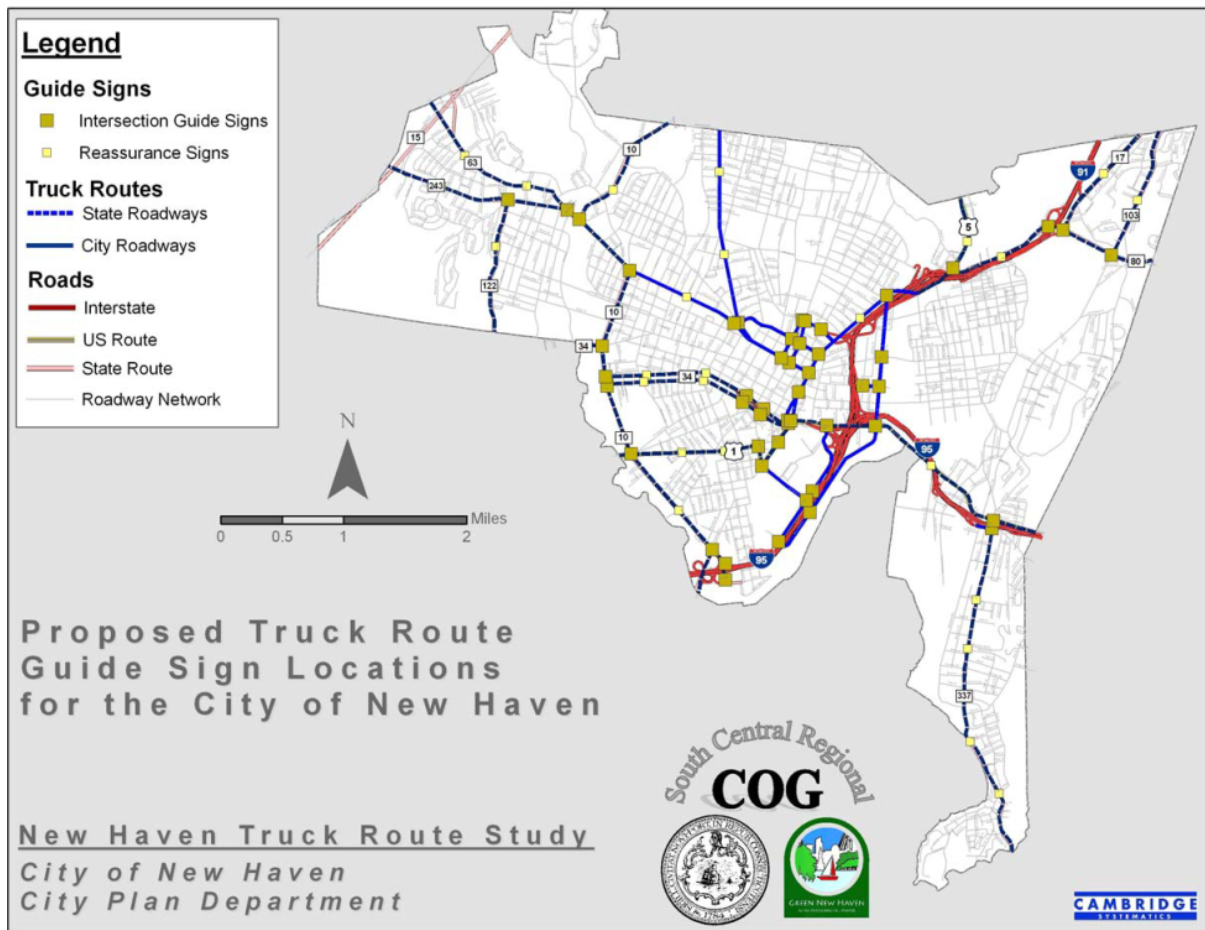 Legend
Guide Signs
Intersection Guide Signs
Reassurance Signs
Truck Routes
State Roadways
City Roadways
Roads
Interstate
US Route
State Route
Roadway Network
15
63
243
10
122
10
34
34
10
1
95
95
91
17
5
103
80
337
N
Miles
0 0.5 1 2
Proposed Truck Route
Guide Sign Locations
for the City of New Haven
New Haven Truck Route Study
City of New Haven
City Plan Department
South Central Regional
COG
1784
GREEN NEW HAVEN
CAMBRIDGE
SYSTEMATICS